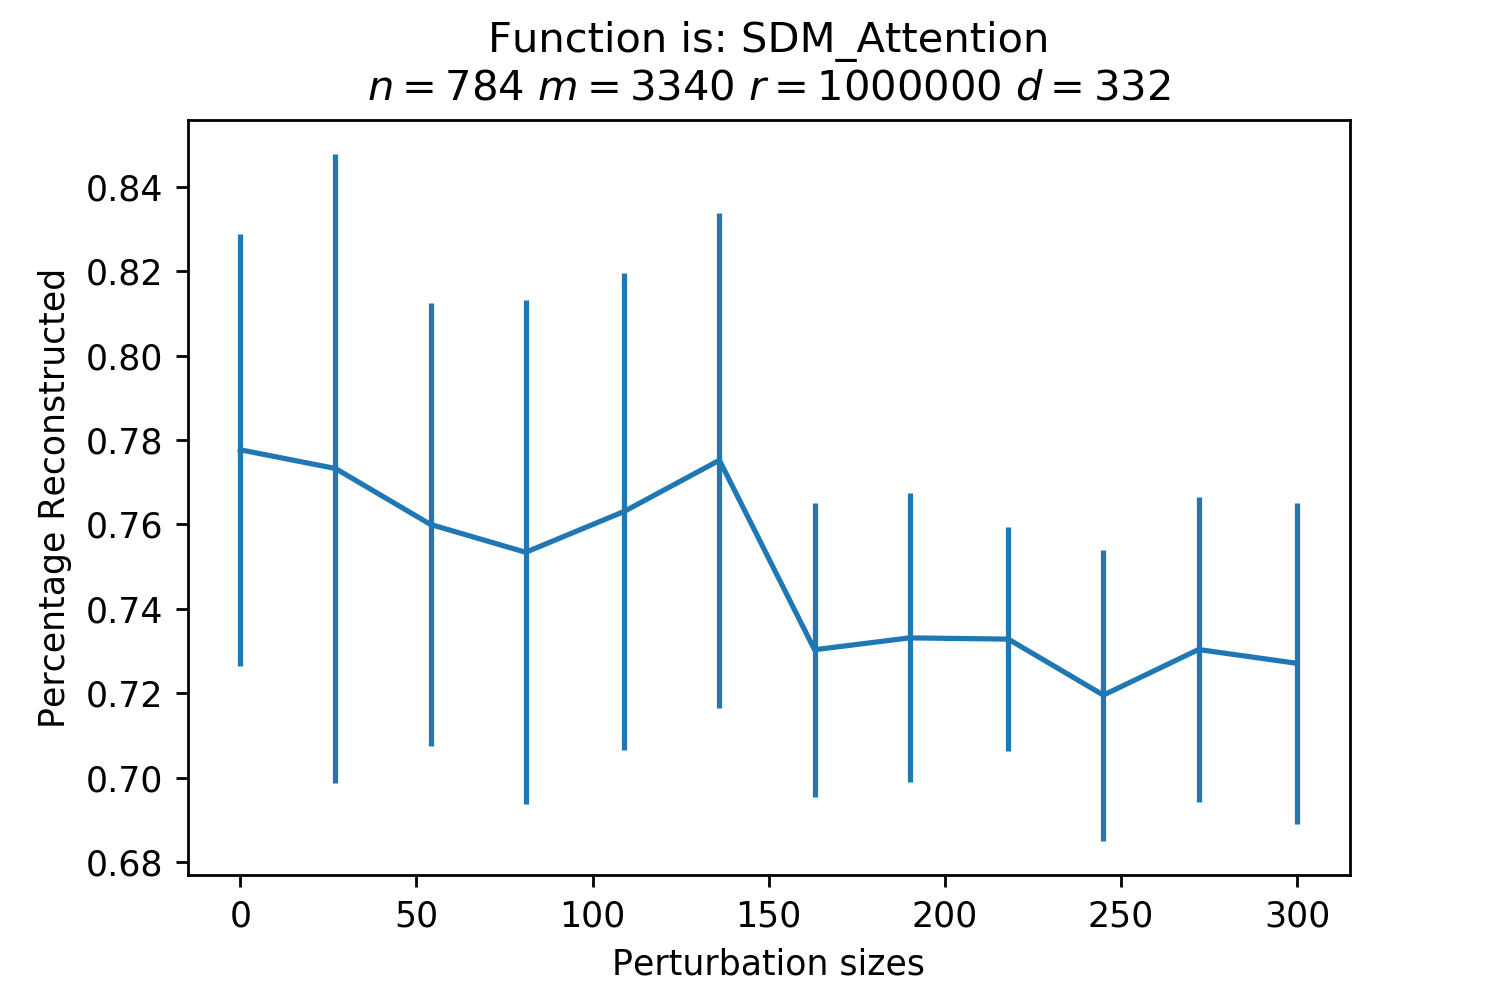 Function is: SDM_Attention
n = 784 m = 3340 r = 1000000 d = 332
Percentage Reconstructed
0.84
0.82
0.80
0.78
0.76
0.74
0.72
0.70
0.68
0 50 100 150 200 250 300
Perturbation sizes